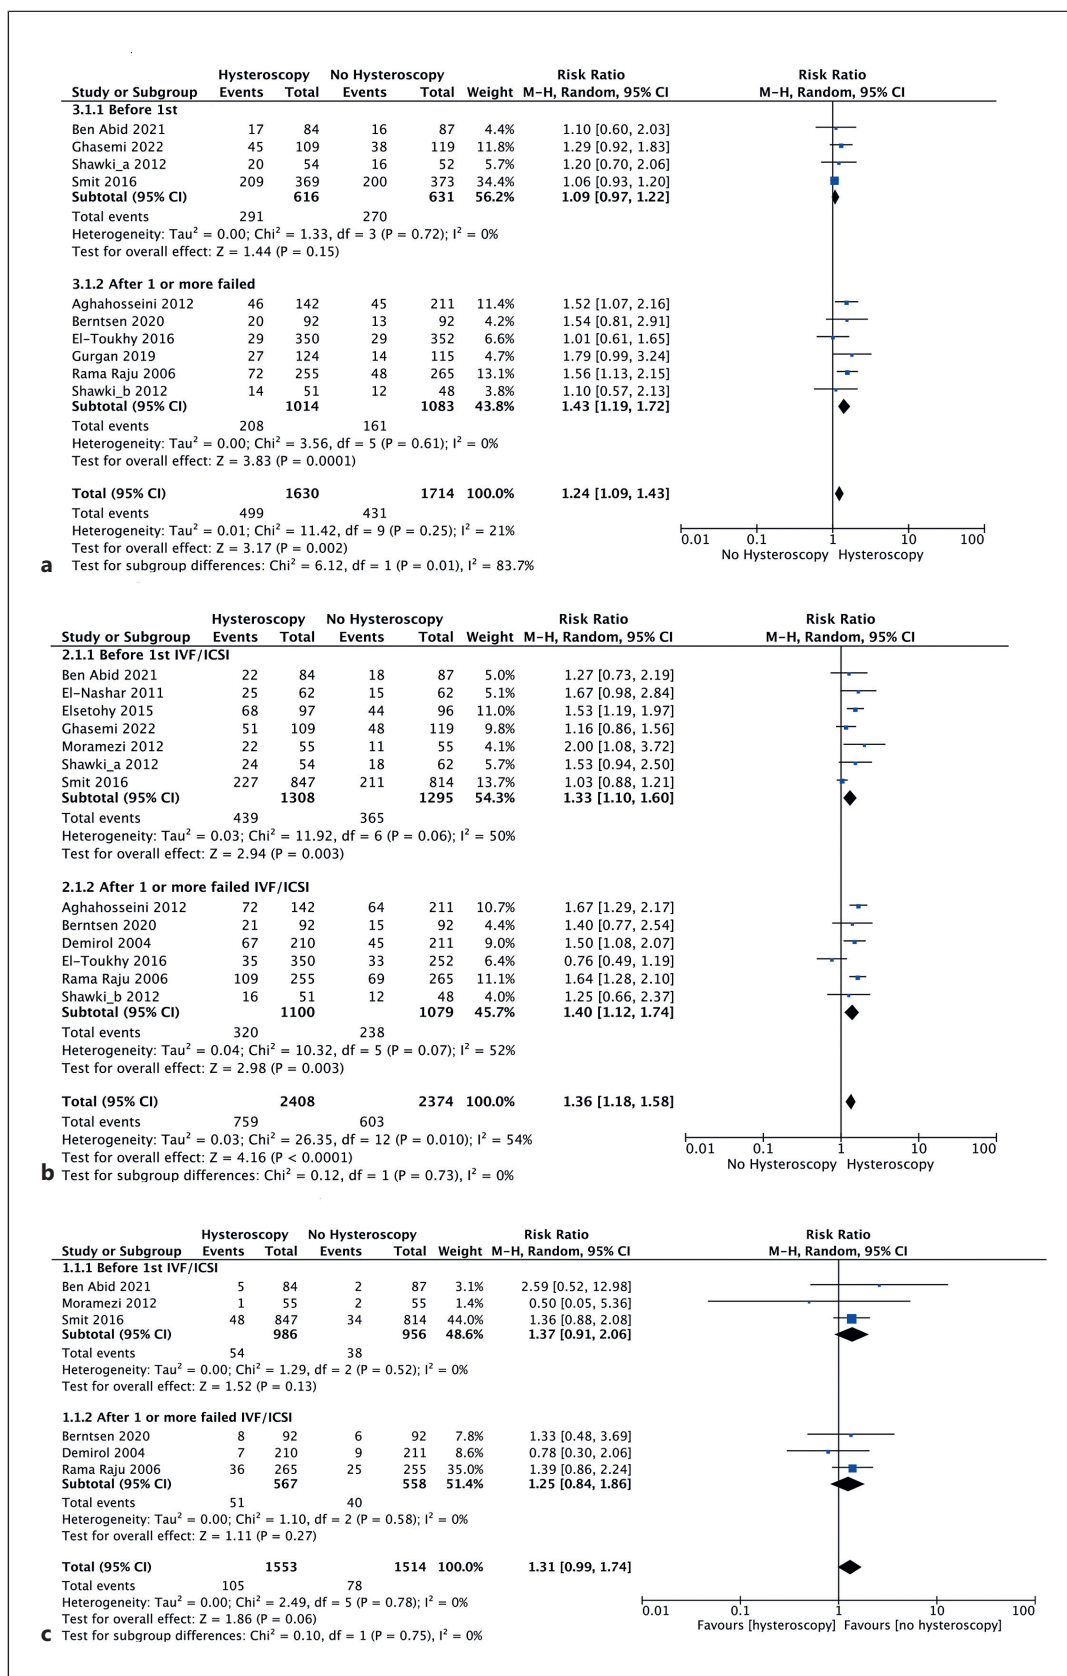 Hysteroscopy No Hysteroscopy Risk Ratio Risk Ratio
Study or Subgroup Events Total Events Total Weight M-H, Random, 95% CI M-H, Random, 95% CI
3.1.1 Before 1st
Ben Abid 2021 17 84 16 87 4.4% 1.10 [0.60, 2.03]
Ghasemi 2022 45 109 38 119 11.8% 1.29 [0.92, 1.83]
Shawki_a 2012 20 54 16 52 5.7% 1.20 [0.70, 2.06]
Smit 2016 209 369 200 373 34.4% 1.06 [0.93, 1.20]
Subtotal (95% CI) 616 631 56.2% 1.09 [0.97, 1.22]
Total events 291 270
Heterogeneity: Tau² = 0.00; Chi² = 1.33, df = 3 (P = 0.72); I² = 0%
Test for overall effect: Z = 1.44 (P = 0.15)
3.1.2 After 1 or more failed
Aghahosseini 2012 46 142 45 211 11.4% 1.52 [1.07, 2.16]
Berntsen 2020 20 92 13 92 4.2% 1.54 [0.81, 2.91]
El-Toukhy 2016 29 350 29 352 6.6% 1.01 [0.61, 1.65]
Gurgan 2019 27 124 14 115 4.7% 1.79 [0.99, 3.24]
Rama Raju 2006 72 255 48 265 13.1% 1.56 [1.13, 2.15]
Shawki_b 2012 14 51 12 48 3.8% 1.10 [0.57, 2.13]
Subtotal (95% CI) 1014 1083 43.8% 1.43 [1.19, 1.72]
Total events 208 161
Heterogeneity: Tau² = 0.00; Chi² = 3.56, df = 5 (P = 0.61); I² = 0%
Test for overall effect: Z = 3.83 (P = 0.0001)
Total (95% CI) 1630 1714 100.0% 1.24 [1.09, 1.43]
Total events 499 431
Heterogeneity: Tau² = 0.01; Chi² = 11.42, df = 9 (P = 0.25); I² = 21%
Test for overall effect: Z = 3.17 (P = 0.002)
0.01 0.1 1 10 100
No Hysteroscopy Hysteroscopy
a Test for subgroup differences: Chi² = 6.12, df = 1 (P = 0.01), I² = 83.7%
Hysteroscopy No Hysteroscopy Risk Ratio Risk Ratio
Study or Subgroup Events Total Events Total Weight M-H, Random, 95% CI M-H, Random, 95% CI
2.1.1 Before 1st IVF/ICSI
Ben Abid 2021 22 84 18 87 5.0% 1.27 [0.73, 2.19]
El-Nashar 2011 25 62 15 62 5.1% 1.67 [0.98, 2.84]
Elsetohy 2015 68 97 44 96 11.0% 1.53 [1.19, 1.97]
Ghasemi 2022 51 109 48 119 9.8% 1.16 [0.86, 1.56]
Moramezi 2012 22 55 11 55 4.1% 2.00 [1.08, 3.72]
Shawki_a 2012 24 54 18 62 5.7% 1.53 [0.94, 2.50]
Smit 2016 227 847 211 814 13.7% 1.03 [0.88, 1.21]
Subtotal (95% CI) 1308 1295 54.3% 1.33 [1.10, 1.60]
Total events 439 365
Heterogeneity: Tau² = 0.03; Chi² = 11.92, df = 6 (P = 0.06); I² = 50%
Test for overall effect: Z = 2.94 (P = 0.003)
2.1.2 After 1 or more failed IVF/ICSI
Aghahosseini 2012 72 142 64 211 10.7% 1.67 [1.29, 2.17]
Berntsen 2020 21 92 15 92 4.4% 1.40 [0.77, 2.54]
Demirol 2004 67 210 45 211 9.0% 1.50 [1.08, 2.07]
El-Toukhy 2016 35 350 33 252 6.4% 0.76 [0.49, 1.19]
Rama Raju 2006 109 255 69 265 11.1% 1.64 [1.28, 2.10]
Shawki_b 2012 16 51 12 48 4.0% 1.25 [0.66, 2.37]
Subtotal (95% CI) 1100 1079 45.7% 1.40 [1.12, 1.74]
Total events 320 238
Heterogeneity: Tau² = 0.04; Chi² = 10.32, df = 5 (P = 0.07); I² = 52%
Test for overall effect: Z = 2.98 (P = 0.003)
Total (95% CI) 2408 2374 100.0% 1.36 [1.18, 1.58]
Total events 759 603
Heterogeneity: Tau² = 0.03; Chi² = 26.35, df = 12 (P = 0.010); I² = 54%
Test for overall effect: Z = 4.16 (P < 0.0001)
0.01 0.1 1 10 100
No Hysteroscopy Hysteroscopy
b Test for subgroup differences: Chi² = 0.12, df = 1 (P = 0.73), I² = 0%
Hysteroscopy No Hysteroscopy Risk Ratio Risk Ratio
Study or Subgroup Events Total Events Total Weight M-H, Random, 95% CI M-H, Random, 95% CI
1.1.1 Before 1st IVF/ICSI
Ben Abid 2021 5 84 2 87 3.1% 2.59 [0.52, 12.98]
Moramezi 2012 1 55 2 55 1.4% 0.50 [0.05, 5.36]
Smit 2016 48 847 34 814 44.0% 1.36 [0.88, 2.08]
Subtotal (95% CI) 986 956 48.6% 1.37 [0.91, 2.06]
Total events 54 38
Heterogeneity: Tau² = 0.00; Chi² = 1.29, df = 2 (P = 0.52); I² = 0%
Test for overall effect: Z = 1.52 (P = 0.13)
1.1.2 After 1 or more failed IVF/ICSI
Berntsen 2020 8 92 6 92 7.8% 1.33 [0.48, 3.69]
Demirol 2004 7 210 9 211 8.6% 0.78 [0.30, 2.06]
Rama Raju 2006 36 265 25 255 35.0% 1.39 [0.86, 2.24]
Subtotal (95% CI) 567 558 51.4% 1.25 [0.84, 1.86]
Total events 51 40
Heterogeneity: Tau² = 0.00; Chi² = 1.10, df = 2 (P = 0.58); I² = 0%
Test for overall effect: Z = 1.11 (P = 0.27)
Total (95% CI) 1553 1514 100.0% 1.31 [0.99, 1.74]
Total events 105 78
Heterogeneity: Tau² = 0.00; Chi² = 2.49, df = 5 (P = 0.78); I² = 0%
Test for overall effect: Z = 1.86 (P = 0.06)
0.01 0.1 1 10 100
Favours [hysteroscopy] Favours [no hysteroscopy]
c Test for subgroup differences: Chi² = 0.10, df = 1 (P = 0.75), I² = 0%